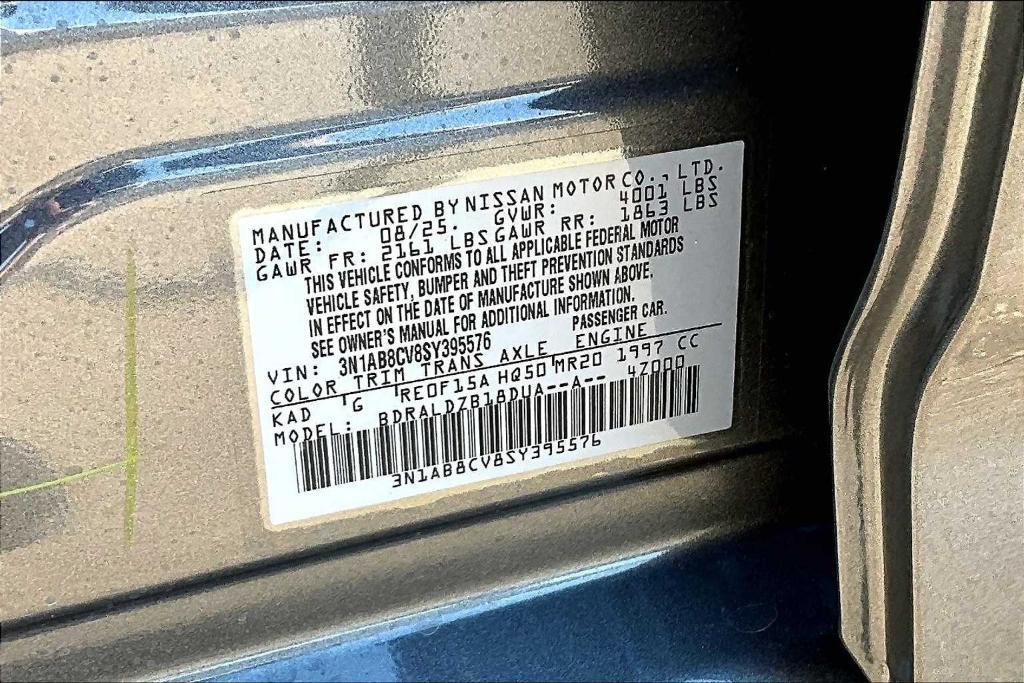 MANUFACTURED BY NISSAN MOTOR CO., LTD.
DATE: 08/25. GVWR: 4001 LBS
GAWR FR: 2161 LBS GAWR RR: 1863 LBS
THIS VEHICLE CONFORMS TO ALL APPLICABLE FEDERAL MOTOR
VEHICLE SAFETY, BUMPER AND THEFT PREVENTION STANDARDS
IN EFFECT ON THE DATE OF MANUFACTURE SHOWN ABOVE.
SEE OWNER'S MANUAL FOR ADDITIONAL INFORMATION.
VIN: 3N1AB8CV8SY395576 PASSENGER CAR.
COLOR TRIM TRANS AXLE ENGINE
KAD G RE0F15A HQ50 MR20 1997 CC
MODEL: BDRALDZB18DUA--A-- 4Z000
3N1AB8CV8SY395576